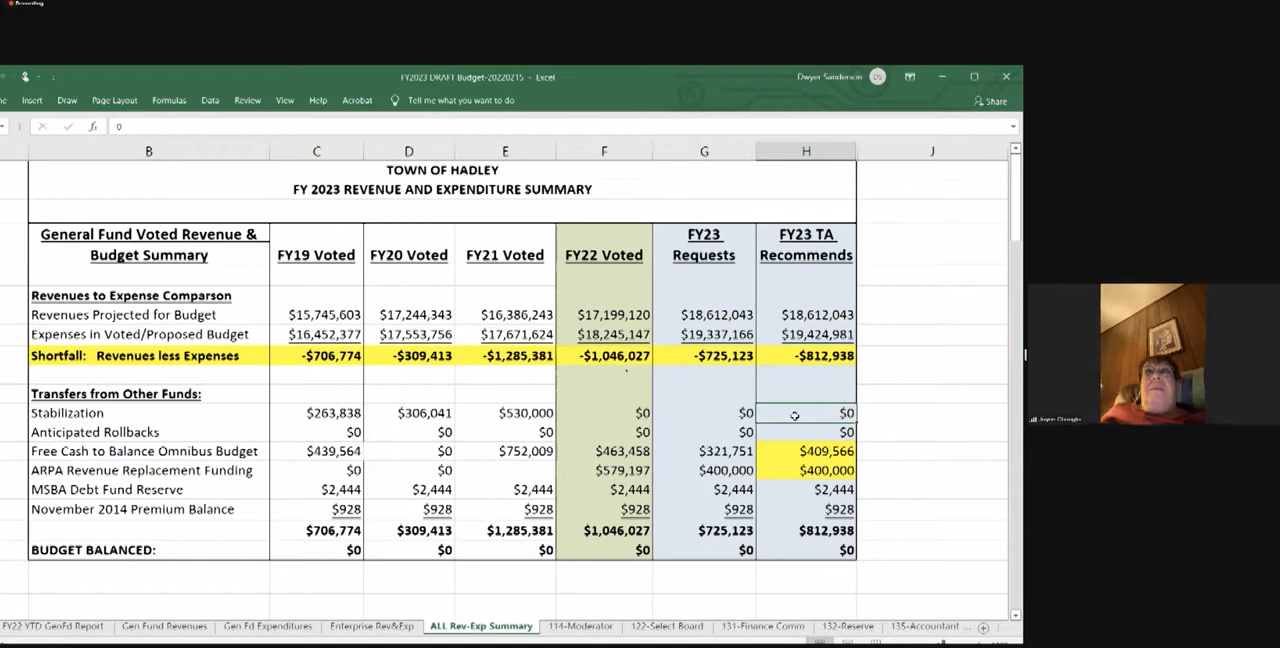 Recording
FY2023 DRAFT Budget-20220215 - Excel
Dwyer Sanderson
Insert Draw Page Layout Formulas Data Review View Help Acrobat Tell me what you want to do
Share
fx 0
B C D E F G H J
TOWN OF HADLEY
FY 2023 REVENUE AND EXPENDITURE SUMMARY
General Fund Voted Revenue & FY23 FY23 TA
Budget Summary FY19 Voted FY20 Voted FY21 Voted FY22 Voted Requests Recommends
Revenues to Expense Comparson
Revenues Projected for Budget $15,745,603 $17,244,343 $16,386,243 $17,199,120 $18,612,043 $18,612,043
Expenses in Voted/Proposed Budget $16,452,377 $17,553,756 $17,671,624 $18,245,147 $19,337,166 $19,424,981
Shortfall: Revenues less Expenses -$706,774 -$309,413 -$1,285,381 -$1,046,027 -$725,123 -$812,938
Transfers from Other Funds:
Stabilization $263,838 $306,041 $530,000 $0 $0 $0
Anticipated Rollbacks $0 $0 $0 $0 $0 $0
Free Cash to Balance Omnibus Budget $439,564 $0 $752,009 $463,458 $321,751 $409,566
ARPA Revenue Replacement Funding $0 $0 $579,197 $400,000 $400,000
MSBA Debt Fund Reserve $2,444 $2,444 $2,444 $2,444 $2,444 $2,444
November 2014 Premium Balance $928 $928 $928 $928 $928 $928
$706,774 $309,413 $1,285,381 $1,046,027 $725,123 $812,938
BUDGET BALANCED: $0 $0 $0 $0 $0 $0
FY22 YTD GenFd Report Gen Fund Revenues Gen Fd Expenditures Enterprise Rev&Exp ALL Rev-Exp Summary 114-Moderator 122-Select Board 131-Finance Comm 132-Reserve 135-Accountant ...